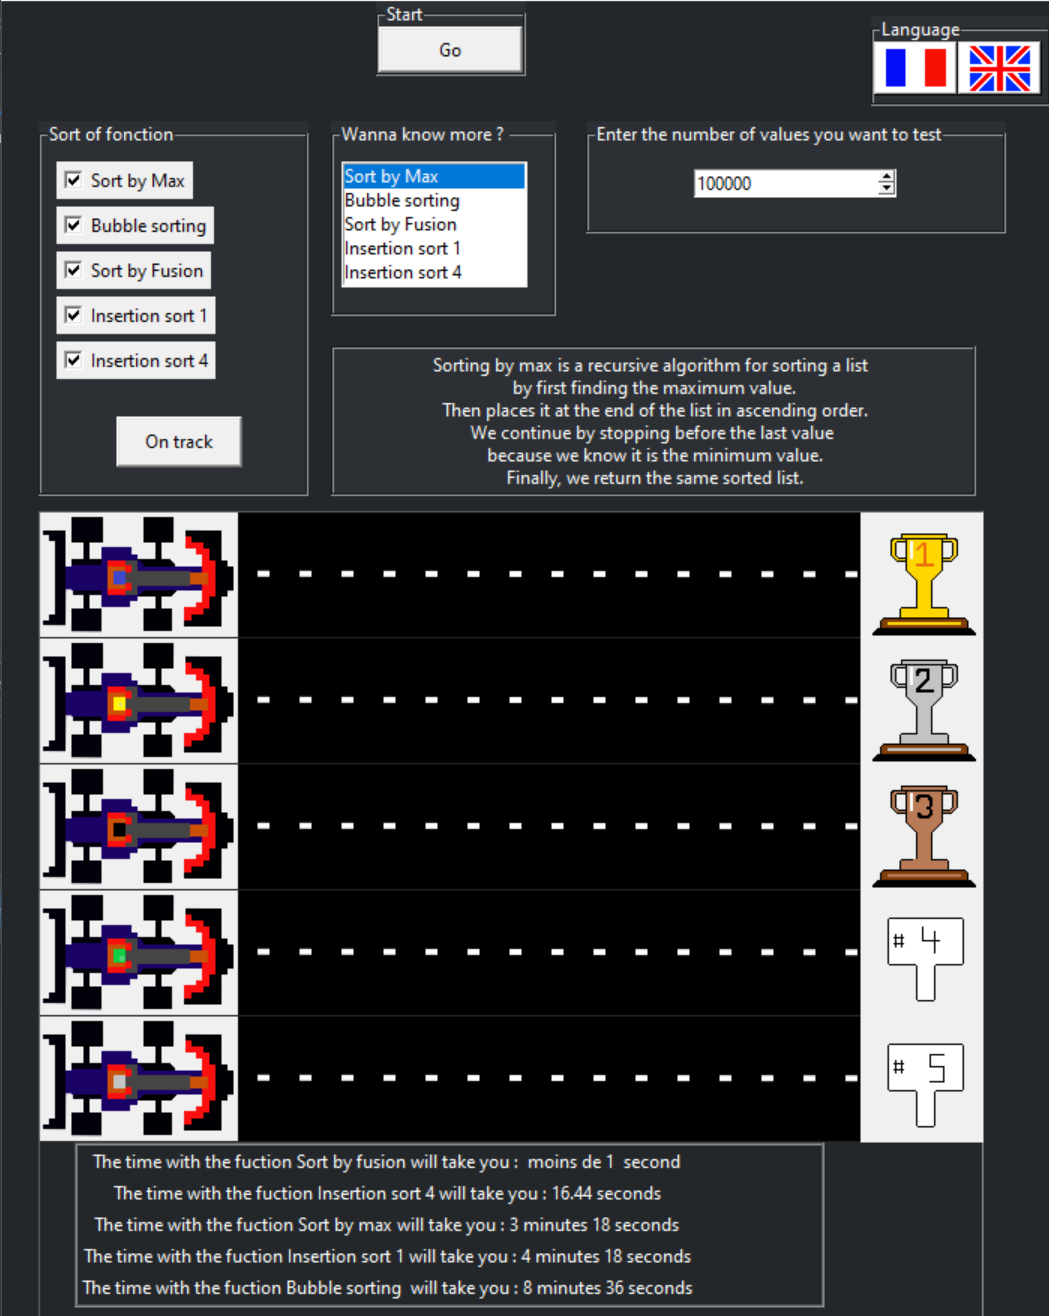 Start
Go
Language
Sort of fonction
Sort by Max
Bubble sorting
Sort by Fusion
Insertion sort 1
Insertion sort 4
On track
Wanna know more ?
Sort by Max
Bubble sorting
Sort by Fusion
Insertion sort 1
Insertion sort 4
Enter the number of values you want to test
100000
Sorting by max is a recursive algorithm for sorting a list
by first finding the maximum value.
Then places it at the end of the list in ascending order.
We continue by stopping before the last value
because we know it is the minimum value.
Finally, we return the same sorted list.
1
2
3
# 4
# 5
The time with the fuction Sort by fusion will take you : moins de 1 second
The time with the fuction Insertion sort 4 will take you : 16.44 seconds
The time with the fuction Sort by max will take you : 3 minutes 18 seconds
The time with the fuction Insertion sort 1 will take you : 4 minutes 18 seconds
The time with the fuction Bubble sorting will take you : 8 minutes 36 seconds